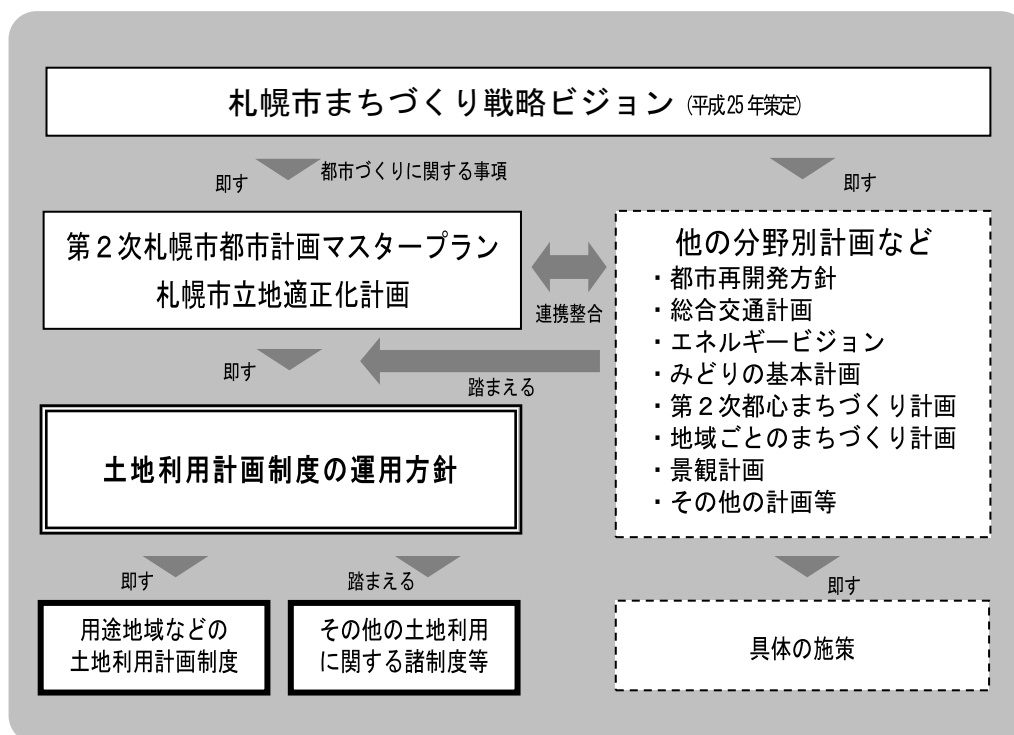 札幌市まちづくり戦略ビジョン (平成25年策定)
即す
都市づくりに関する事項
即す
第2次札幌市都市計画マスタープラン
札幌市立地適正化計画
連携整合
他の分野別計画など
・都市再開発方針
・総合交通計画
・エネルギービジョン
・みどりの基本計画
・第2次都心まちづくり計画
・地域ごとのまちづくり計画
・景観計画
・その他の計画等
即す
踏まえる
土地利用計画制度の運用方針
即す
踏まえる
即す
用途地域などの
土地利用計画制度
その他の土地利用
に関する諸制度等
具体の施策